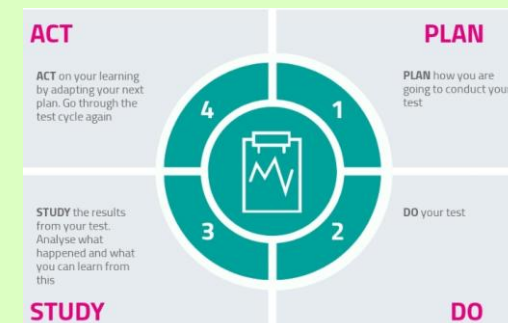 ACT
ACT on your learning
by adapting your next
plan. Go through the
test cycle again
4
PLAN
PLAN how you are
going to conduct your
test
1
STUDY the results
from your test.
Analyse what
happened and what
you can learn from
this
STUDY
3
DO your test
DO
2